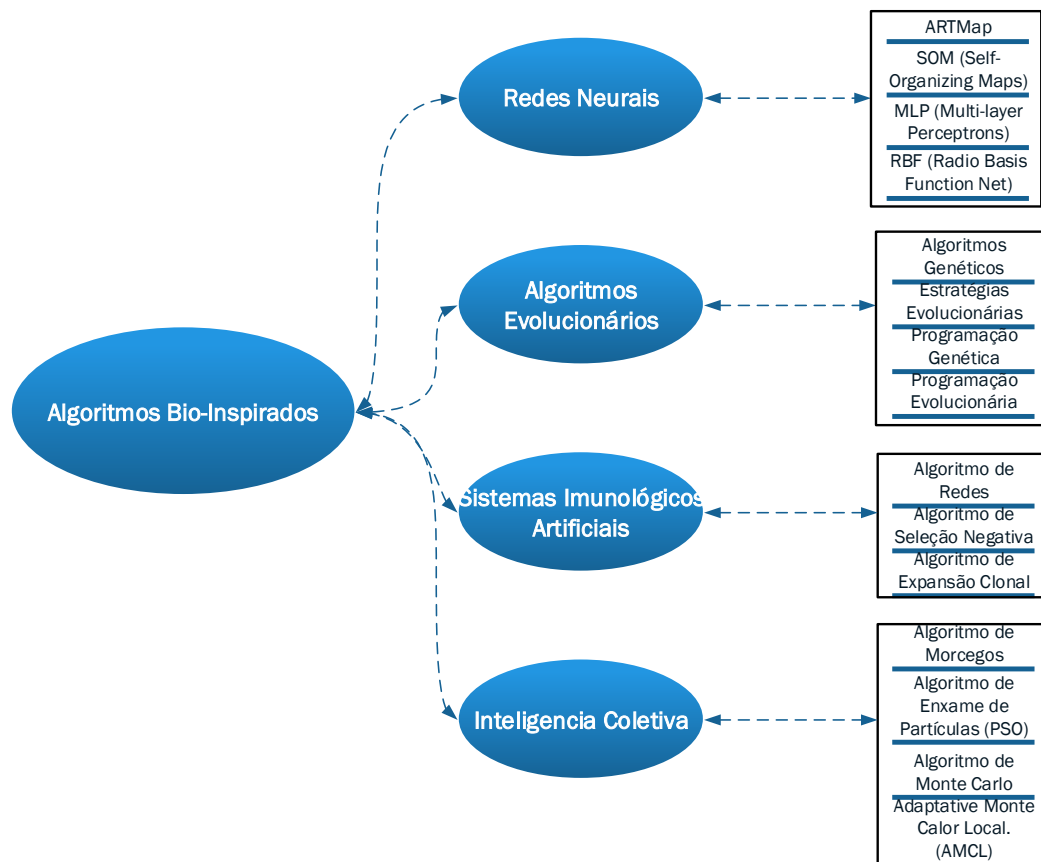 Algoritmos Bio-Inspirados
Redes Neurais
ARTMap
SOM (Self-
Organizing Maps)
MLP (Multi-layer
Perceptrons)
RBF (Radio Basis
Function Net)
Algoritmos
Evolucionários
Algoritmos
Genéticos
Estratégias
Evolucionárias
Programação
Genética
Programação
Evolucionária
Sistemas Imunológicos
Artificiais
Algoritmo de
Redes
Algoritmo de
Seleção Negativa
Algoritmo de
Expansão Clonal
Inteligencia Coletiva
Algoritmo de
Morcegos
Algoritmo de
Enxame de
Partículas (PSO)
Algoritmo de
Monte Carlo
Adaptative Monte
Calor Local.
(AMCL)